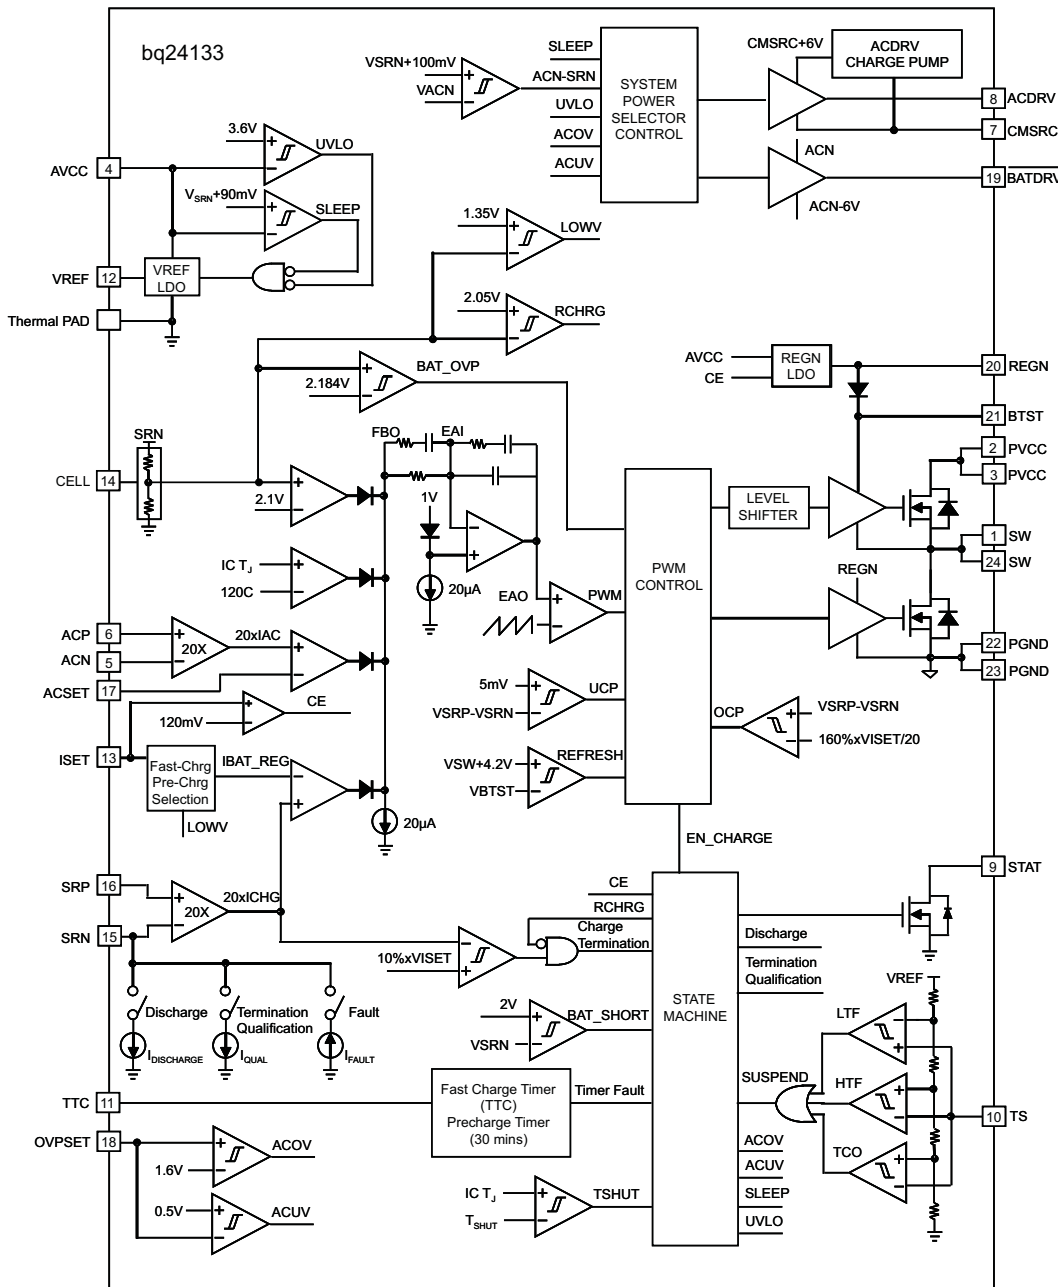 bq24133
VSRN+100mV
+
VACN
−
ACN-SRN
SLEEP
UVLO
ACOV
ACUV
SYSTEM
POWER
SELECTOR
CONTROL
CMSRC+6V
ACDRV
CHARGE PUMP
8 ACDRV
7 CMSRC
ACN
19 BATDRV
ACN-6V
3.6V
+
−
UVLO
AVCC 4
VSRN+90mV
+
−
SLEEP
VREF 12
VREF
LDO
Thermal PAD
1.35V
+
−
LOWV
2.05V
+
−
RCHRG
BAT_OVP
+
2.184V
−
AVCC
CE
REGN
LDO
20 REGN
21 BTST
2 PVCC
3 PVCC
1 SW
24 SW
SRN
CELL 14
FBO
EAI
+
2.1V
−
1V
−
+
20µA
LEVEL
SHIFTER
PWM
CONTROL
REGN
22 PGND
23 PGND
IC TJ
+
120C
−
EAO
+
−
PWM
ACP 6
ACN 5
+
−
20X
20xIAC
+
−
ACSET 17
+
120mV
−
CE
5mV
+
VSRP-VSRN
−
UCP
OCP
+
VSRP-VSRN
−
160%xVISET/20
ISET 13
Fast-Chrg
Pre-Chrg
Selection
IBAT_REG
−
+
LOWV
20µA
VSW+4.2V
+
VBTST
−
REFRESH
EN_CHARGE
SRP 16
+
−
20X
20xICHG
SRN 15
CE
RCHRG
Charge
Termination
−
10%xVISET
+
STATE
MACHINE
Discharge
Termination
Qualification
9 STAT
Discharge
Termination
Qualification
Fault
IDISCHARGE
IQUAL
IFAULT
2V
+
VSRN
−
BAT_SHORT
VREF
LTF
−
+
HTF
+
−
TCO
+
−
SUSPEND
10 TS
TTC 11
Fast Charge Timer
(TTC)
Precharge Timer
(30 mins)
Timer Fault
OVPSET 18
+
1.6V
−
ACOV
0.5V
+
−
ACUV
IC TJ
+
TSHUT
−
TSHUT
ACOV
ACUV
SLEEP
UVLO